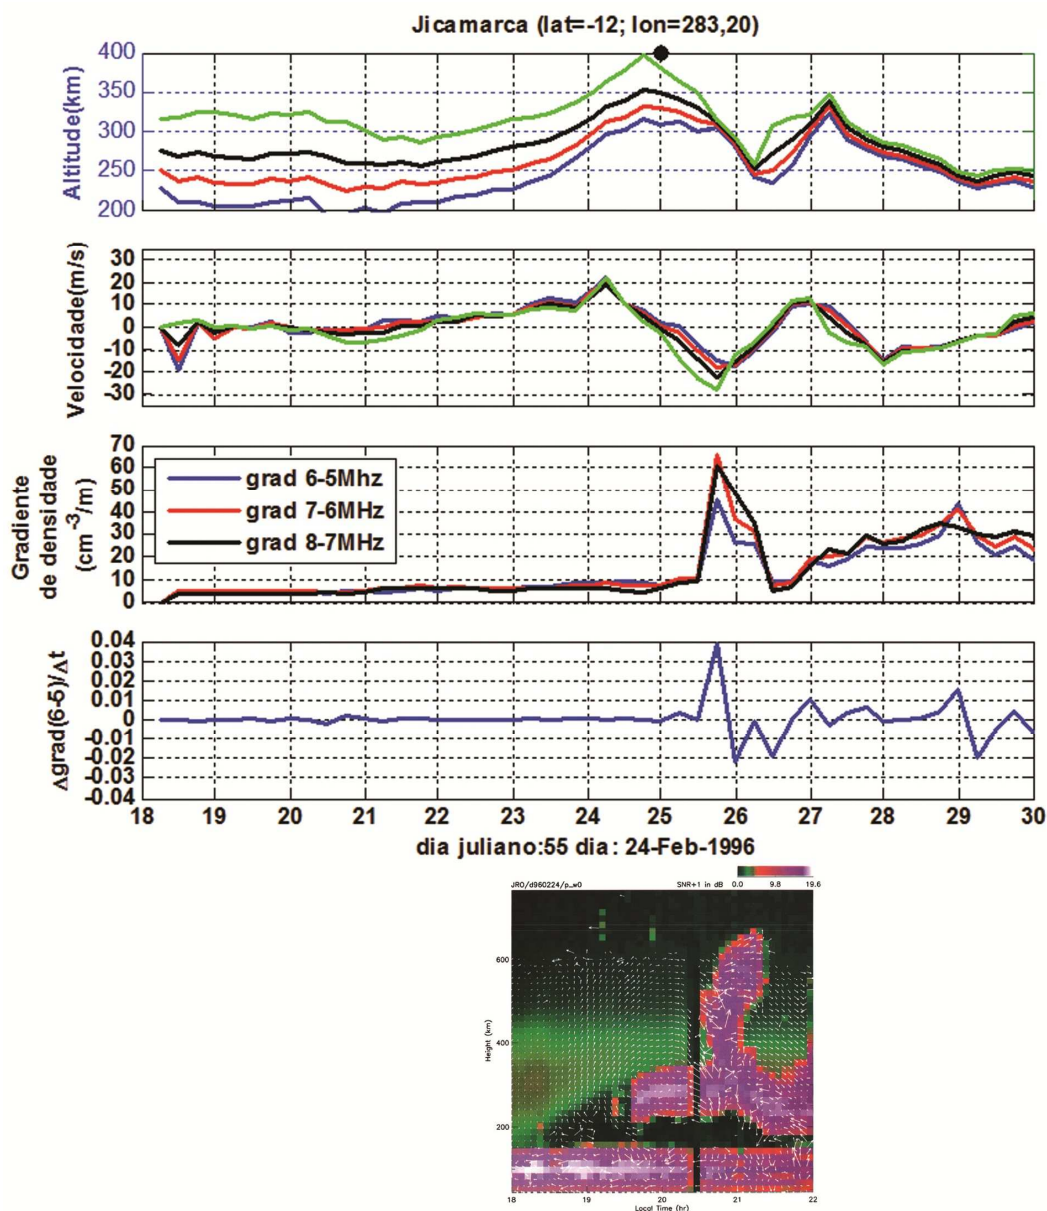 Jicamarca (lat=-12; lon=283,20)
Altitude(km)
400
350
300
250
200
Velocidade(m/s)
30
20
10
0
-10
-20
-30
Gradiente
de densidade
(cm -3/m)
70
60
50
40
30
20
10
0
grad 6-5Mhz
grad 7-6MHz
grad 8-7MHz
Δgrad(6-5)/Δt
0.04
0.03
0.02
0.01
0
-0.01
-0.02
-0.03
-0.04
18 19 20 21 22 23 24 25 26 27 28 29 30
dia juliano:55 dia: 24-Feb-1996
JRO/d960224/p_w0 SNR+1 in dB 0.0 9.8 19.6
Height (km)
600
400
200
18 19 20 21 22
Local Time (hr)